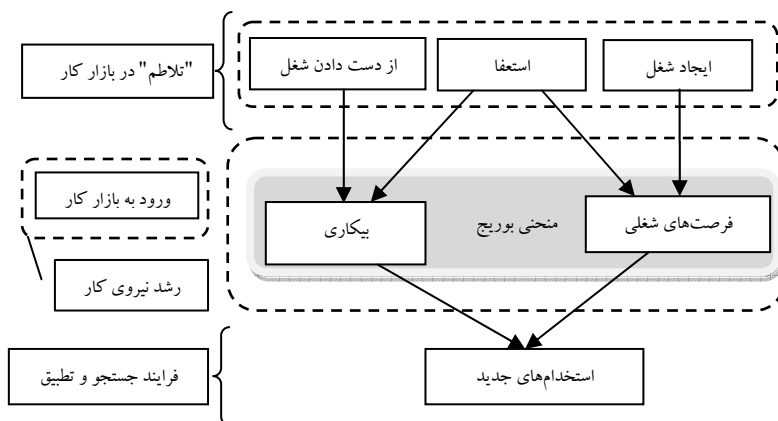 ایجاد شغل
استعفا
از دست دادن شغل
"تلاطم" در بازار کار
فرصت‌های شغلی
منحنی بوریج
بیکاری
ورود به بازار کار
رشد نیروی کار
استخدام‌های جدید
فرایند جستجو و تطبیق